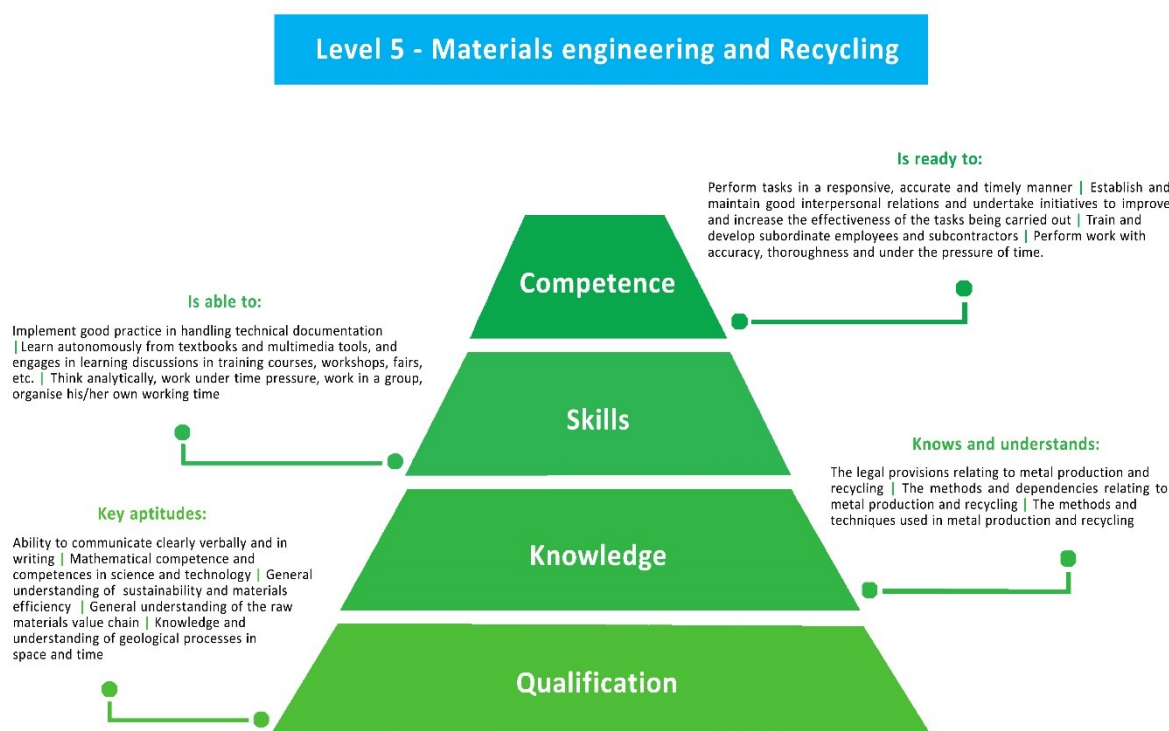 Level 5 - Materials engineering and Recycling
Is ready to:
Perform tasks in a responsive, accurate and timely manner | Establish and
maintain good interpersonal relations and undertake initiatives to improve
and increase the effectiveness of the tasks being carried out | Train and
develop subordinate employees and subcontractors | Perform work with
accuracy, thoroughness and under the pressure of time.
Competence
Is able to:
Implement good practice in handling technical documentation
| Learn autonomously from textbooks and multimedia tools, and
engages in learning discussions in training courses, workshops, fairs,
etc. | Think analytically, work under time pressure, work in a group,
organise his/her own working time
Skills
Knows and understands:
The legal provisions relating to metal production and
recycling | The methods and dependencies relating to
metal production and recycling | The methods and
techniques used in metal production and recycling
Knowledge
Key aptitudes:
Ability to communicate clearly verbally and in
writing | Mathematical competence and
competences in science and technology | General
understanding of sustainability and materials
efficiency | General understanding of the raw
materials value chain | Knowledge and
understanding of geological processes in
space and time
Qualification